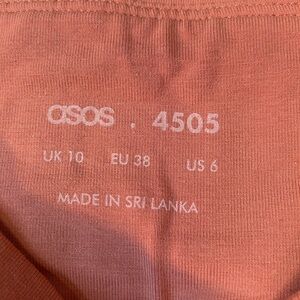 asos . 4505
UK 10 EU 38 US 6
MADE IN SRI LANKA